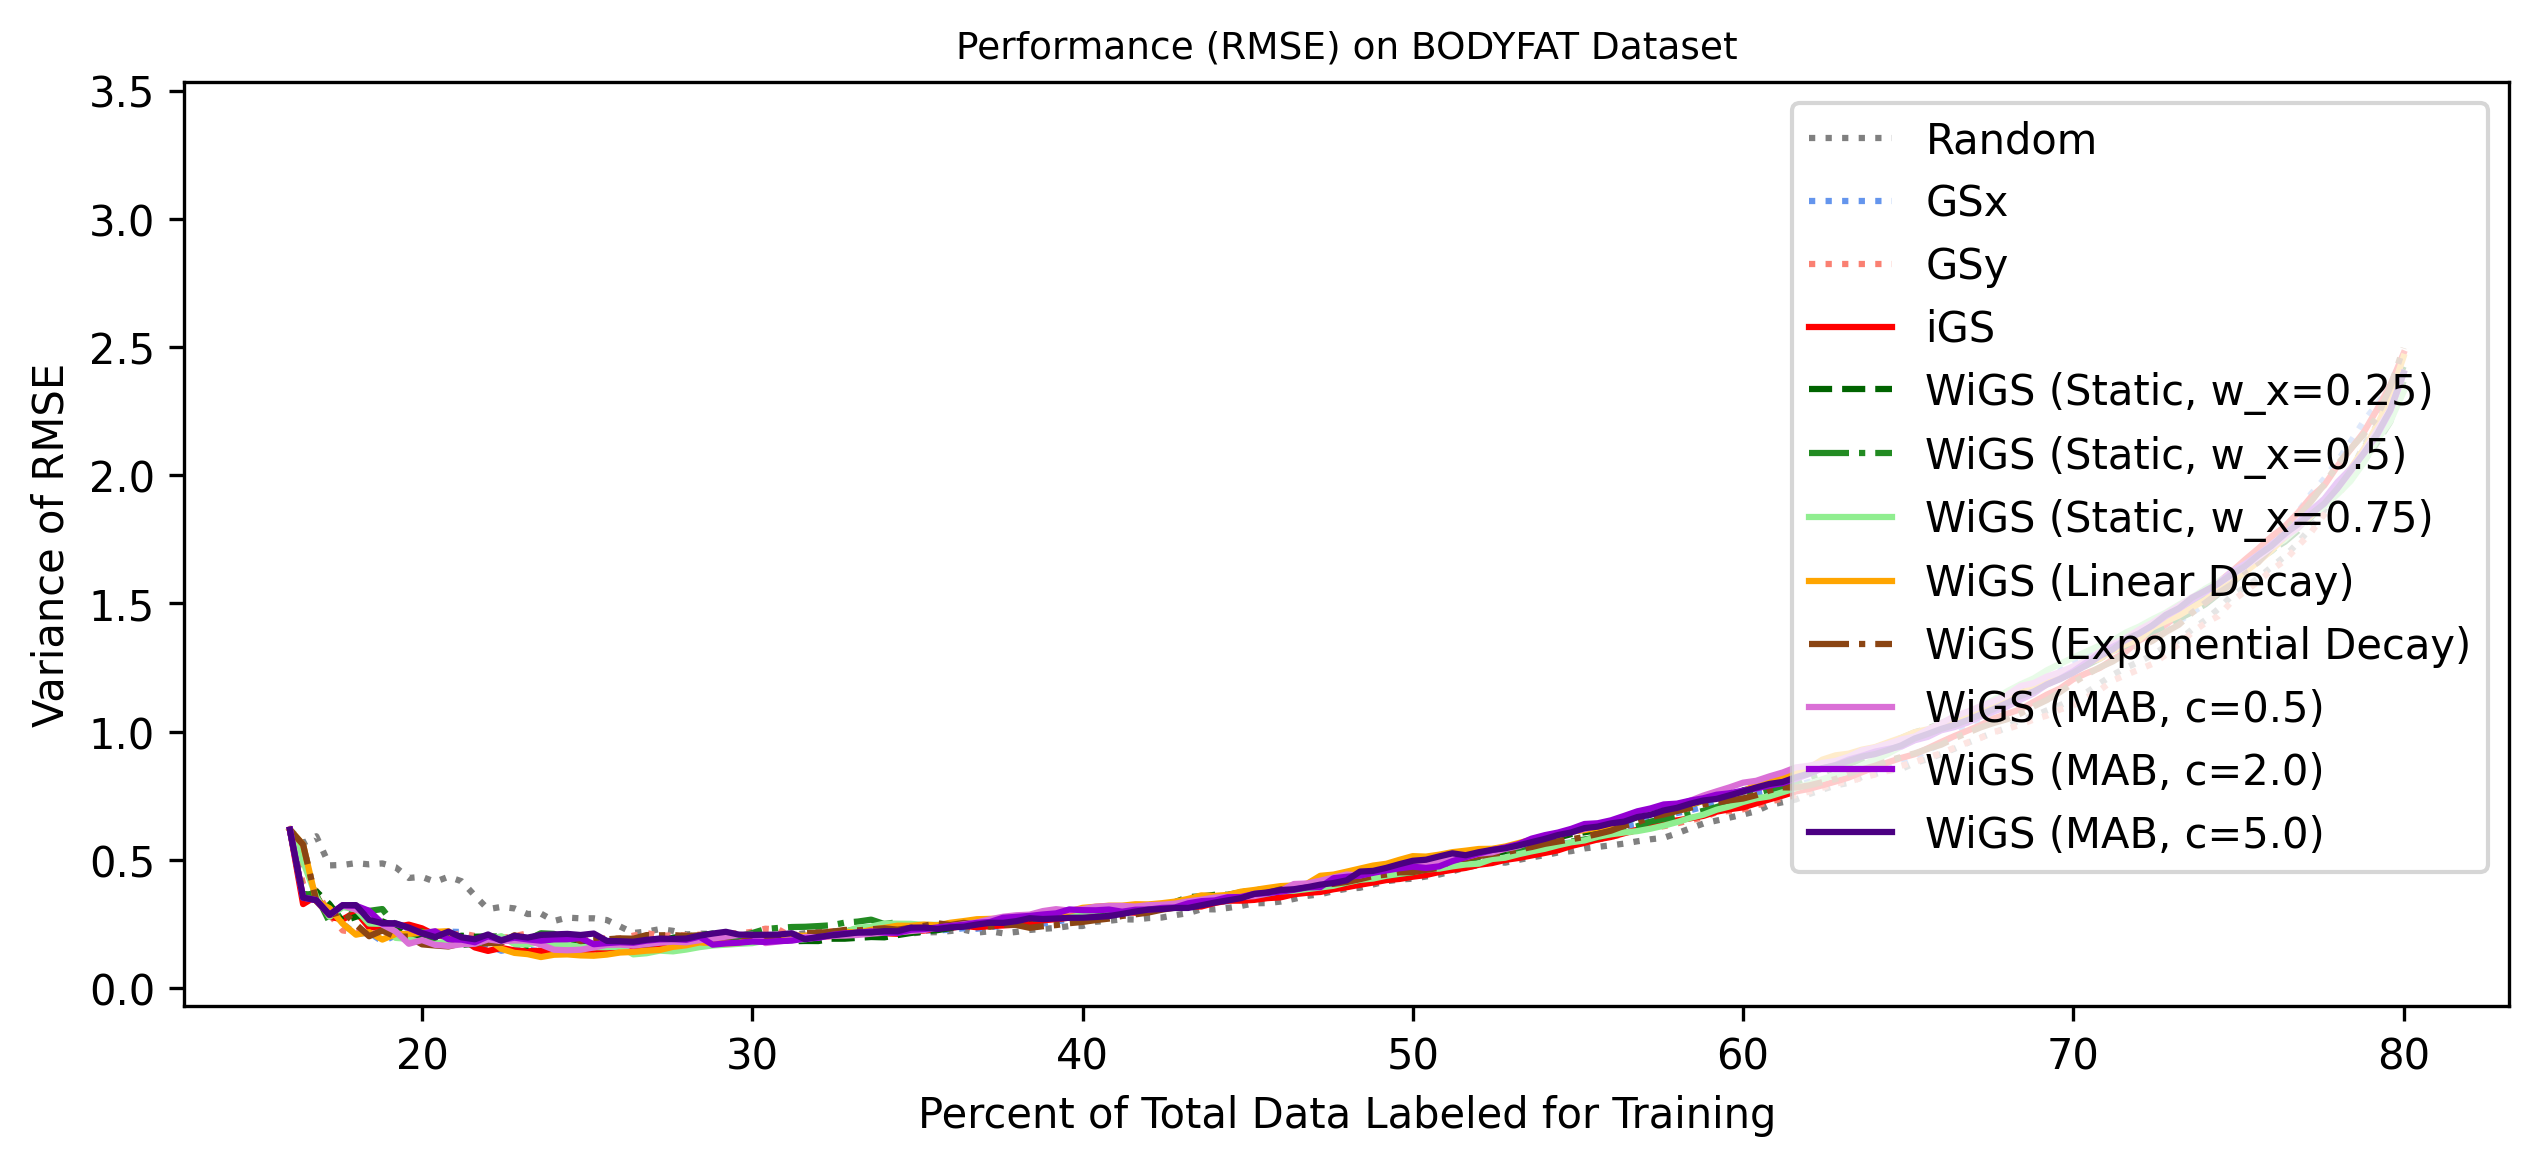 Performance (RMSE) on BODYFAT Dataset
3.5
3.0
2.5
2.0
1.5
1.0
0.5
0.0
Variance of RMSE
Random
GSx
GSy
iGS
WiGS (Static, w_x=0.25)
WiGS (Static, w_x=0.5)
WiGS (Static, w_x=0.75)
WiGS (Linear Decay)
WiGS (Exponential Decay)
WiGS (MAB, c=0.5)
WiGS (MAB, c=2.0)
WiGS (MAB, c=5.0)
20 30 40 50 60 70 80
Percent of Total Data Labeled for Training